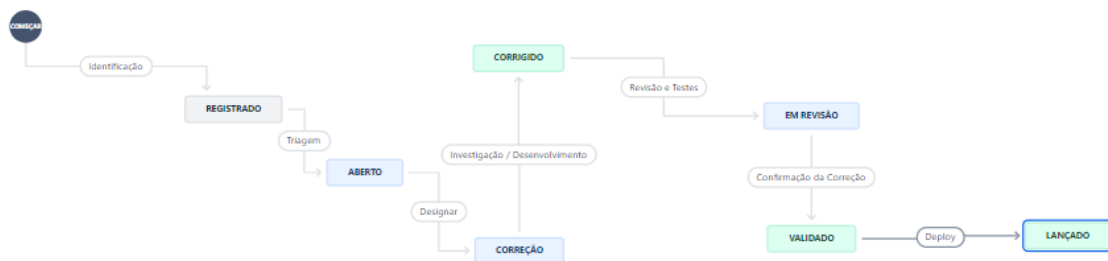 COMEÇAR
Identificação
REGISTRADO
Triagem
ABERTO
Designar
CORREÇÃO
Investigação / Desenvolvimento
CORRIGIDO
Revisão e Testes
EM REVISÃO
Confirmação da Correção
VALIDADO
Deploy
LANÇADO